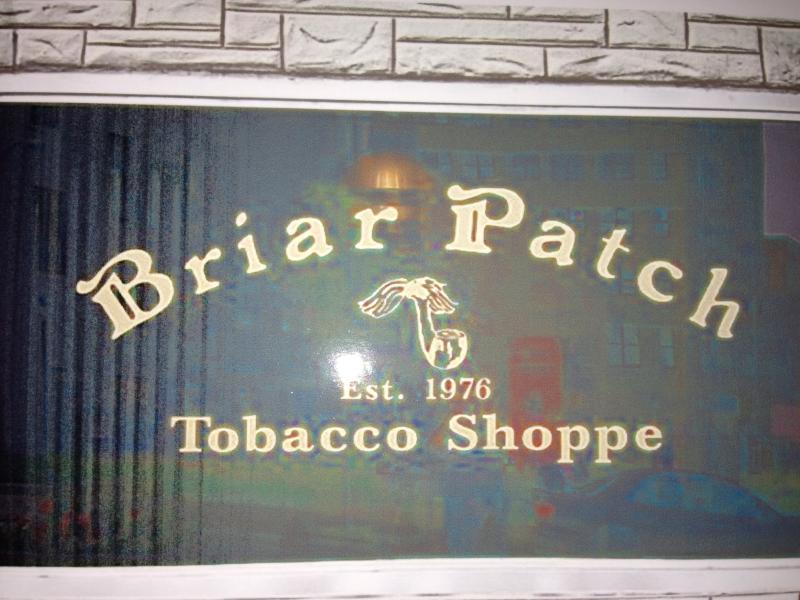 Briar Patch
Est. 1976
Tobacco Shoppe